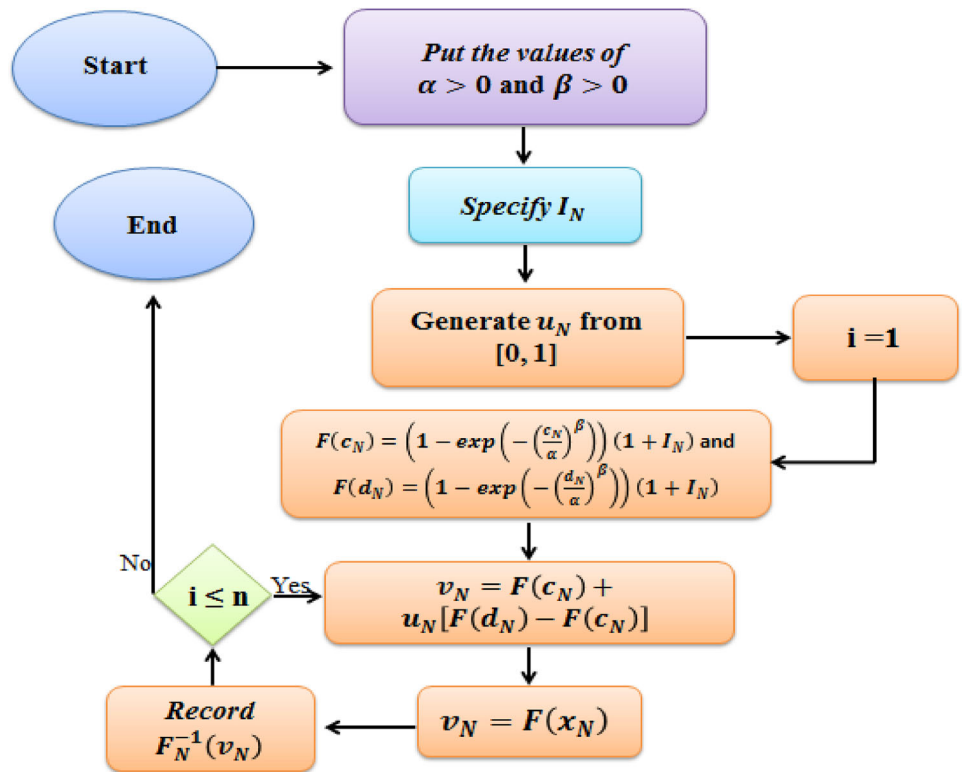 Start
Put the values of
α > 0 and β > 0
Specify I_N
End
Generate u_N from
[0, 1]
i =1
F(c_N) = (1 − exp(−(c_N/α)^β)) (1 + I_N) and
F(d_N) = (1 − exp(−(d_N/α)^β)) (1 + I_N)
No
i ≤ n
Yes
v_N = F(c_N) +
u_N[F(d_N) − F(c_N)]
v_N = F(x_N)
Record
F_N^{-1}(v_N)